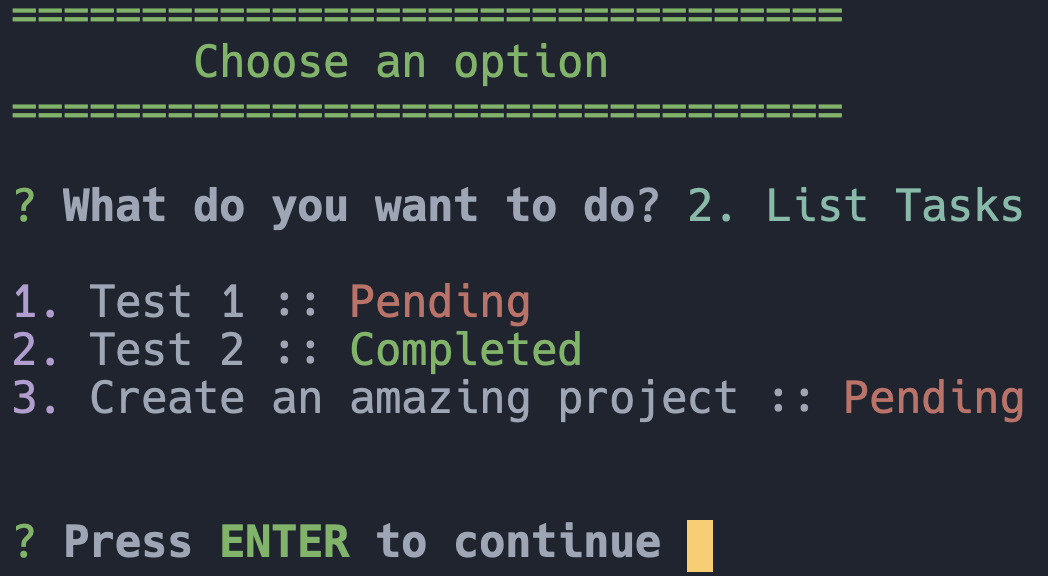 ================================
Choose an option
================================
? What do you want to do? 2. List Tasks
1. Test 1 :: Pending
2. Test 2 :: Completed
3. Create an amazing project :: Pending
? Press ENTER to continue